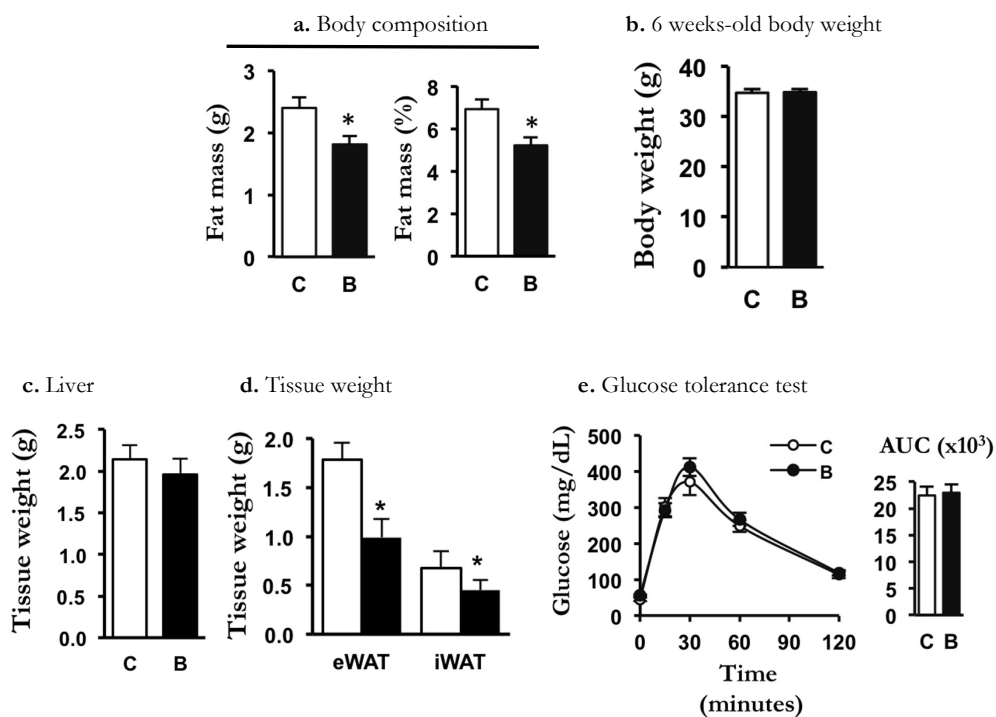 a. Body composition
3
2
1
0
Fat mass (g)
*
C B
8
6
4
2
0
Fat mass (%)
*
C B
b. 6 weeks-old body weight
40
30
35
20
10
0
Body weight (g)
C B
c. Liver
2.5
2.0
1.5
1.0
0.5
0.0
Tissue weight (g)
C B
d. Tissue weight
2.0
1.5
1.0
0.5
0.0
Tissue weight (g)
*
*
eWAT iWAT
e. Glucose tolerance test
500
400
300
200
100
0
Glucose (mg/dL)
C
B
0 30 60 90 120
Time
(minutes)
AUC (x10³)
25
20
15
10
5
0
C B